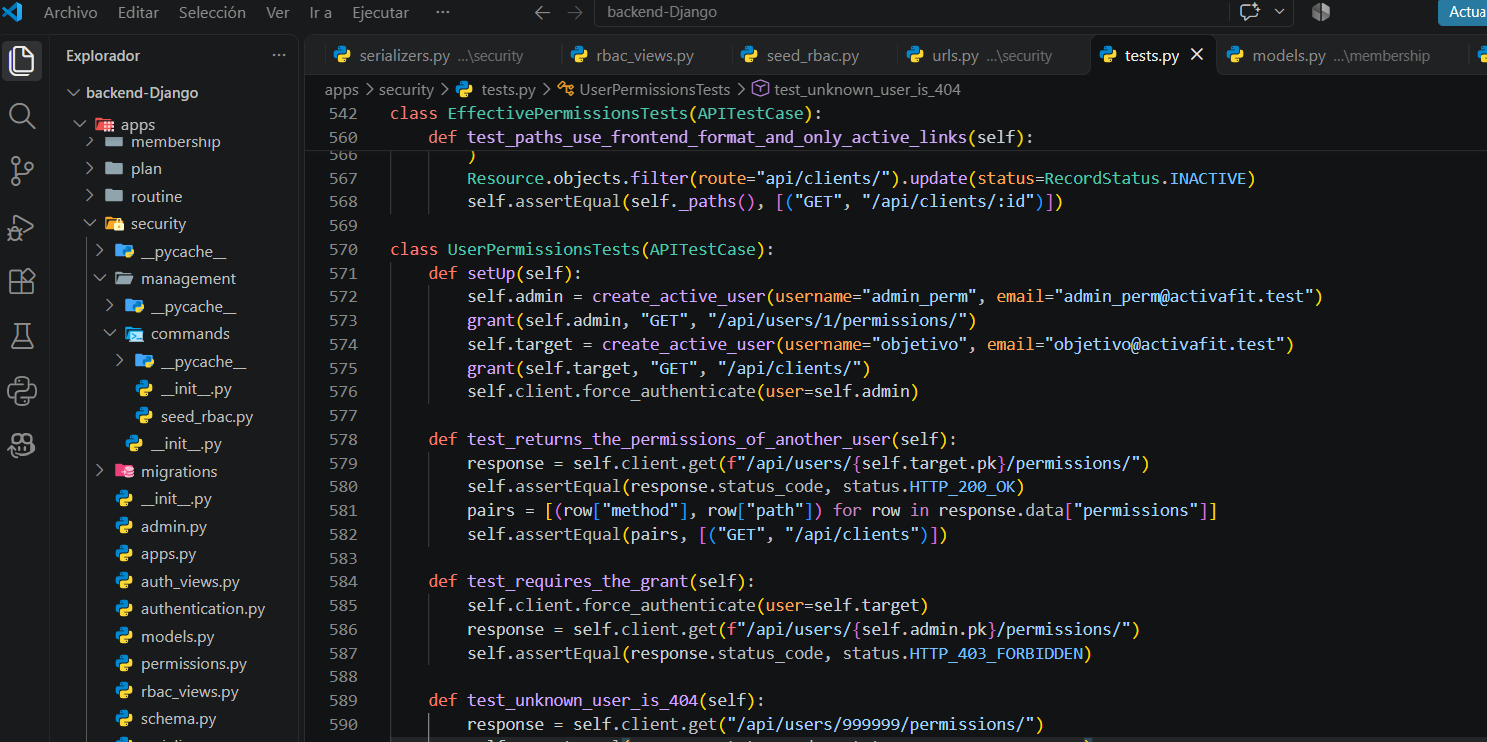 Archivo Editar Selección Ver Ir a Ejecutar ··· backend-Django Actua
Explorador ···
serializers.py ...\security rbac_views.py seed_rbac.py urls.py ...\security tests.py models.py ...\membership
apps > security > tests.py > UserPermissionsTests > test_unknown_user_is_404
backend-Django
apps
membership
plan
routine
security
__pycache__
management
__pycache__
commands
__pycache__
__init__.py
seed_rbac.py
__init__.py
migrations
__init__.py
admin.py
apps.py
auth_views.py
authentication.py
models.py
permissions.py
rbac_views.py
schema.py
542 class EffectivePermissionsTests(APITestCase):
560     def test_paths_use_frontend_format_and_only_active_links(self):
566         )
567         Resource.objects.filter(route="api/clients/").update(status=RecordStatus.INACTIVE)
568         self.assertEqual(self._paths(), [("GET", "/api/clients/:id")])
569
570 class UserPermissionsTests(APITestCase):
571     def setUp(self):
572         self.admin = create_active_user(username="admin_perm", email="admin_perm@activafit.test")
573         grant(self.admin, "GET", "/api/users/1/permissions/")
574         self.target = create_active_user(username="objetivo", email="objetivo@activafit.test")
575         grant(self.target, "GET", "/api/clients/")
576         self.client.force_authenticate(user=self.admin)
577
578     def test_returns_the_permissions_of_another_user(self):
579         response = self.client.get(f"/api/users/{self.target.pk}/permissions/")
580         self.assertEqual(response.status_code, status.HTTP_200_OK)
581         pairs = [(row["method"], row["path"]) for row in response.data["permissions"]]
582         self.assertEqual(pairs, [("GET", "/api/clients")])
583
584     def test_requires_the_grant(self):
585         self.client.force_authenticate(user=self.target)
586         response = self.client.get(f"/api/users/{self.admin.pk}/permissions/")
587         self.assertEqual(response.status_code, status.HTTP_403_FORBIDDEN)
588
589     def test_unknown_user_is_404(self):
590         response = self.client.get("/api/users/999999/permissions/")